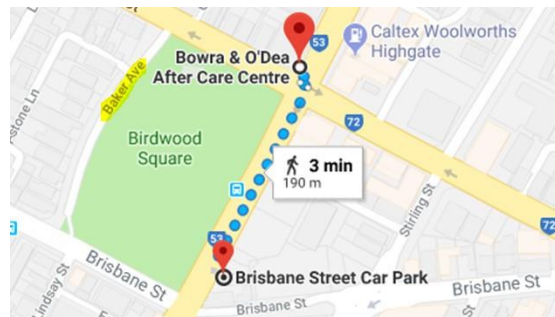 53
Caltex Woolworths
Highgate
Bowra & O'Dea
After Care Centre
Baker Ave
72
Birdwood
Square
3 min
190 m
Stirling St
72
53
Brisbane St
Brisbane Street Car Park
Lindsay St
Brisbane St
Brisbane St